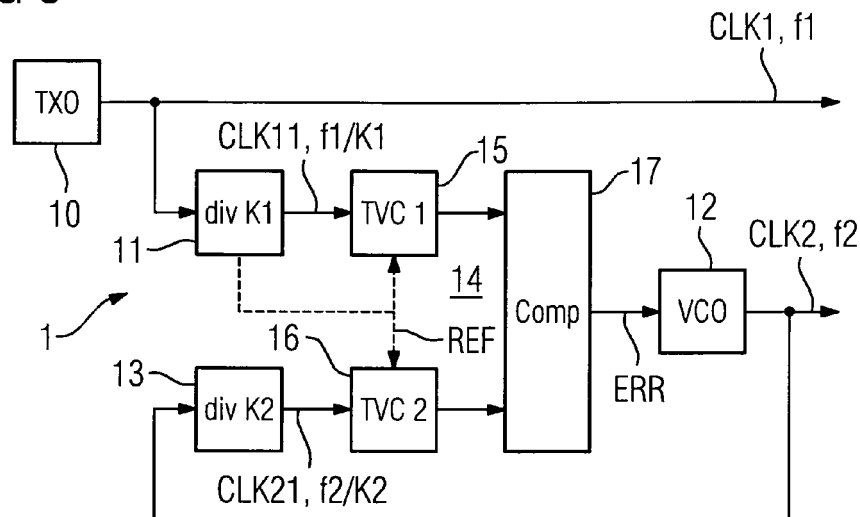 CLK1, f1
TXO
CLK11, f1/K1
15
17
10
div K1
TVC 1
12
CLK2, f2
11
14
1
Comp
VCO
16
REF
13
ERR
div K2
TVC 2
CLK21, f2/K2